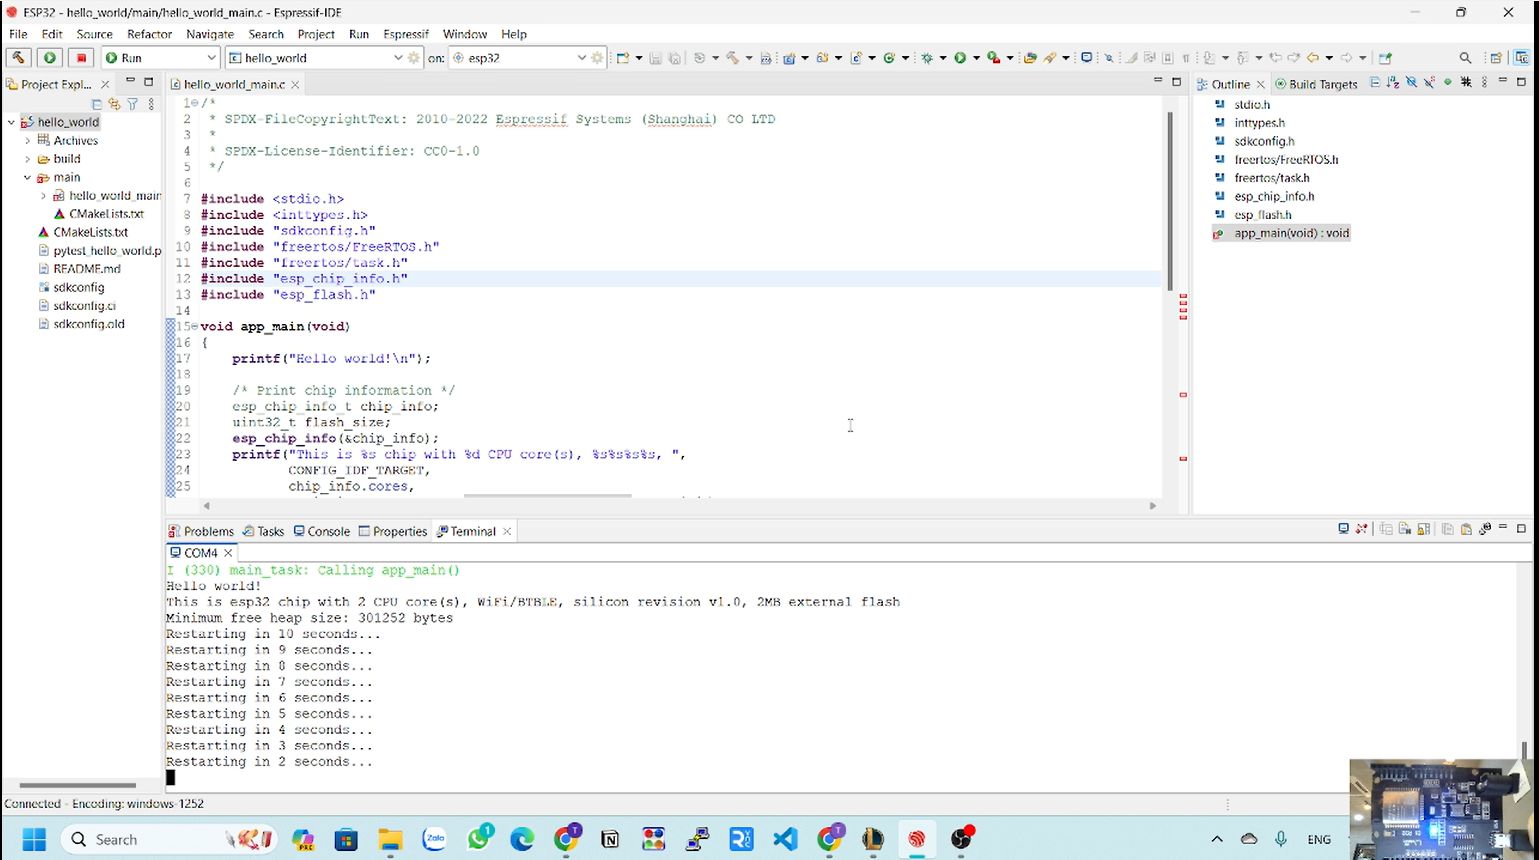 ESP32 - hello_world/main/hello_world_main.c - Espressif-IDE
File Edit Source Refactor Navigate Search Project Run Espressif Window Help
Run hello_world on: esp32
Project Expl...
hello_world
Archives
build
main
hello_world_main
CMakeLists.txt
CMakeLists.txt
pytest_hello_world.p
README.md
sdkconfig
sdkconfig.ci
sdkconfig.old
hello_world_main.c
1 /*
2 * SPDX-FileCopyrightText: 2010-2022 Espressif Systems (Shanghai) CO LTD
3 *
4 * SPDX-License-Identifier: CC0-1.0
5 */
6
7 #include <stdio.h>
8 #include <inttypes.h>
9 #include "sdkconfig.h"
10 #include "freertos/FreeRTOS.h"
11 #include "freertos/task.h"
12 #include "esp_chip_info.h"
13 #include "esp_flash.h"
14
15 void app_main(void)
16 {
17 printf("Hello world!\n");
18
19 /* Print chip information */
20 esp_chip_info_t chip_info;
21 uint32_t flash_size;
22 esp_chip_info(&chip_info);
23 printf("This is %s chip with %d CPU core(s), %s%s%s%s, ",
24 CONFIG_IDF_TARGET,
25 chip_info.cores,
Outline Build Targets
stdio.h
inttypes.h
sdkconfig.h
freertos/FreeRTOS.h
freertos/task.h
esp_chip_info.h
esp_flash.h
app_main(void) : void
Problems Tasks Console Properties Terminal
COM4
I (330) main_task: Calling app_main()
Hello world!
This is esp32 chip with 2 CPU core(s), WiFi/BTBLE, silicon revision v1.0, 2MB external flash
Minimum free heap size: 301252 bytes
Restarting in 10 seconds...
Restarting in 9 seconds...
Restarting in 8 seconds...
Restarting in 7 seconds...
Restarting in 6 seconds...
Restarting in 5 seconds...
Restarting in 4 seconds...
Restarting in 3 seconds...
Restarting in 2 seconds...
Connected - Encoding: windows-1252
Search
PRE
Zalo
1
T
T
ENG